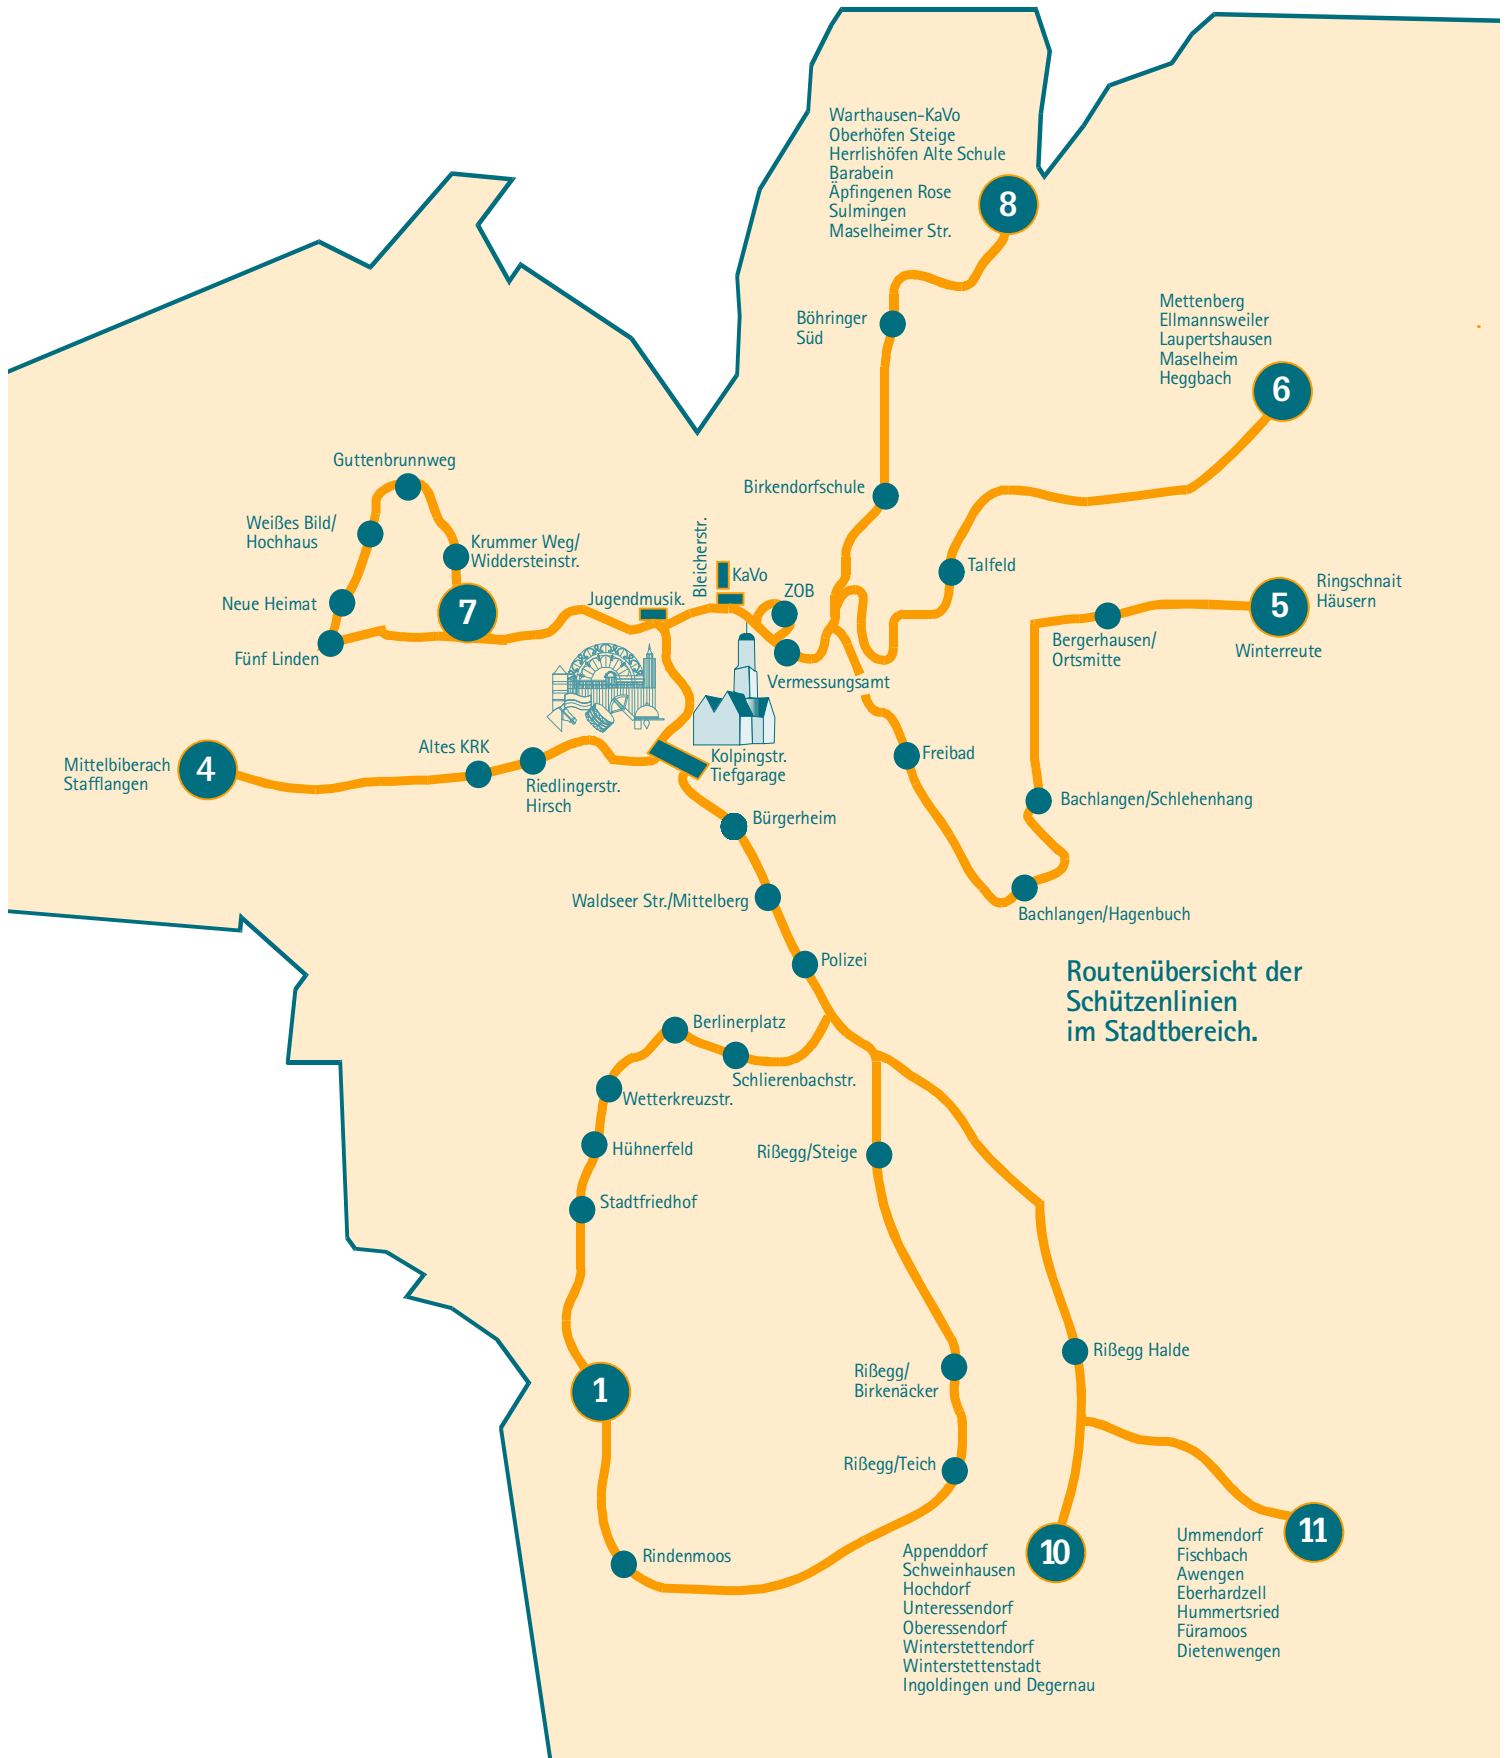 Warthausen-KaVo
Oberhöfen Steige
Herrlishöfen Alte Schule
Barabein
Äpfingenen Rose
Sulmingen
Maselheimer Str.
8
Böhringer
Süd
Mettenberg
Ellmannsweiler
Laupertshausen
Maselheim
Heggbach
6
Guttenbrunnweg
Weißes Bild/
Hochhaus
Krummer Weg/
Widdersteinstr.
Neue Heimat
7
Fünf Linden
Birkendorfschule
Bleicherstr.
KaVo
ZOB
Jugendmusik.
Talfeld
Vermessungsamt
Ringschnait
Häusern
5
Winterreute
Bergerhausen/
Ortsmitte
Mittelbiberach
Stafflangen
4
Altes KRK
Riedlingerstr.
Hirsch
Kolpingstr.
Tiefgarage
Freibad
Bachlangen/Schlehenhang
Bürgerheim
Waldseer Str./Mittelberg
Bachlangen/Hagenbuch
Polizei
Routenübersicht der
Schützenlinien
im Stadtbereich.
Berlinerplatz
Schlierenbachstr.
Wetterkreuzstr.
Hühnerfeld
Rißegg/Steige
Stadtfriedhof
Rißegg Halde
1
Rißegg/
Birkenäcker
Rißegg/Teich
Rindenmoos
10
Appenddorf
Schweinhausen
Hochdorf
Unteressendorf
Oberessendorf
Winterstettendorf
Winterstettenstadt
Ingoldingen und Degernau
11
Ummendorf
Fischbach
Awengen
Eberhardzell
Hummertsried
Füramoos
Dietenwengen